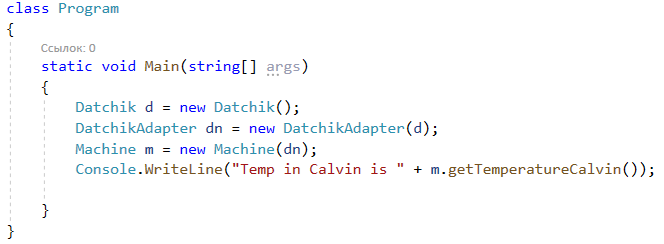 class Program
{
Ссылок: 0
static void Main(string[] args)
{
Datchik d = new Datchik();
DatchikAdapter dn = new DatchikAdapter(d);
Machine m = new Machine(dn);
Console.WriteLine("Temp in Calvin is " + m.getTemperatureCalvin());
}
}